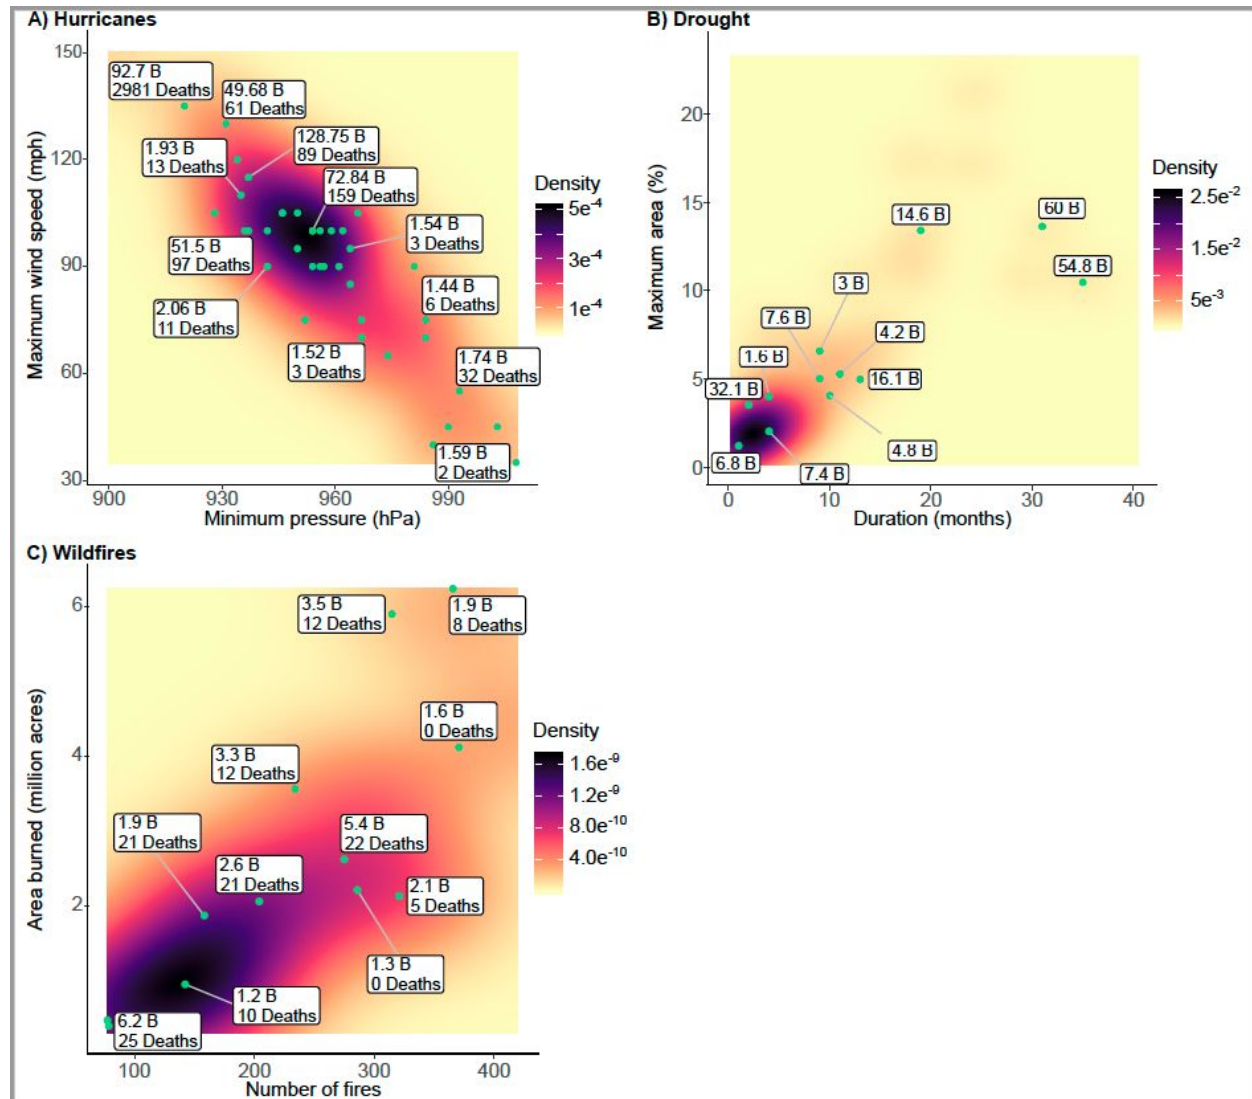 A) Hurricanes
Maximum wind speed (mph)
150
120
90
60
30
900
930
960
990
Minimum pressure (hPa)
92.7 B
2981 Deaths
49.68 B
61 Deaths
1.93 B
13 Deaths
128.75 B
89 Deaths
72.84 B
159 Deaths
1.54 B
3 Deaths
51.5 B
97 Deaths
2.06 B
11 Deaths
1.44 B
6 Deaths
1.52 B
3 Deaths
1.74 B
32 Deaths
1.59 B
2 Deaths
Density
5e-4
3e-4
1e-4
B) Drought
Maximum area (%)
20
15
10
5
0
0
10
20
30
40
Duration (months)
14.6 B
60 B
54.8 B
3 B
7.6 B
4.2 B
1.6 B
16.1 B
32.1 B
4.8 B
6.8 B
7.4 B
Density
2.5e-2
1.5e-2
5e-3
C) Wildfires
Area burned (million acres)
6
4
2
100
200
300
400
Number of fires
3.5 B
12 Deaths
1.9 B
8 Deaths
1.6 B
0 Deaths
3.3 B
12 Deaths
1.9 B
21 Deaths
5.4 B
22 Deaths
2.6 B
21 Deaths
2.1 B
5 Deaths
1.3 B
0 Deaths
1.2 B
10 Deaths
6.2 B
25 Deaths
Density
1.6e-9
1.2e-9
8.0e-10
4.0e-10